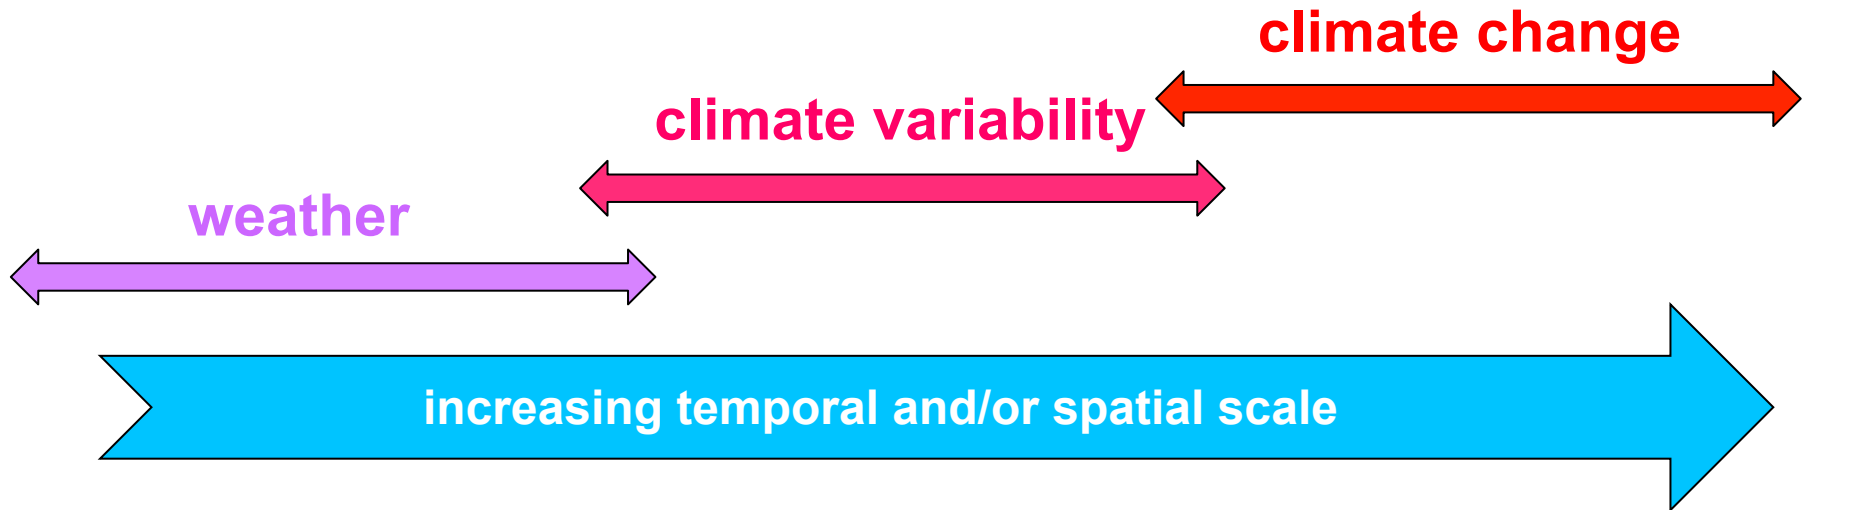 climate change
climate variability
weather
increasing temporal and/or spatial scale